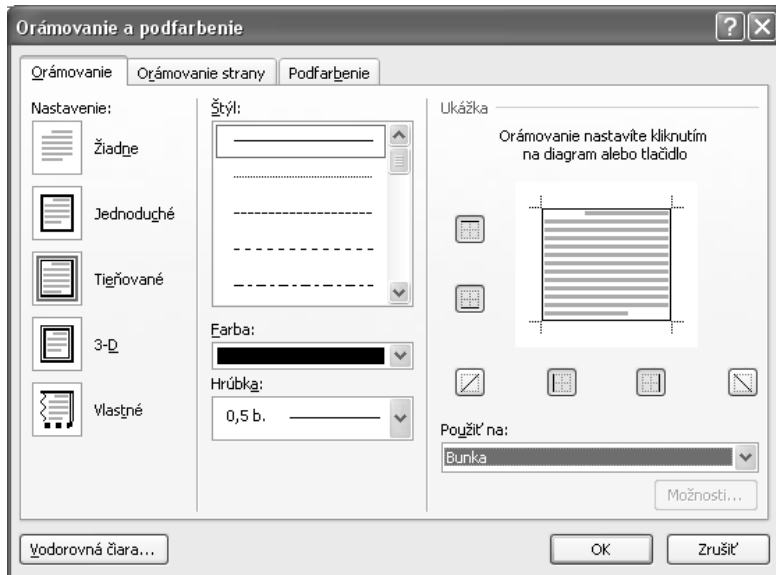 Orámovanie a podfarbenie
Orámovanie
Orámovanie strany
Podfarbenie
Nastavenie:
Žiadne
Jednoduché
Tieňované
3-D
Vlastné
Štýl:
Farba:
Hrúbka:
0,5 b.
Ukážka
Orámovanie nastavíte kliknutím
na diagram alebo tlačidlo
Použiť na:
Bunka
Možnosti...
Vodorovná čiara...
OK
Zrušiť